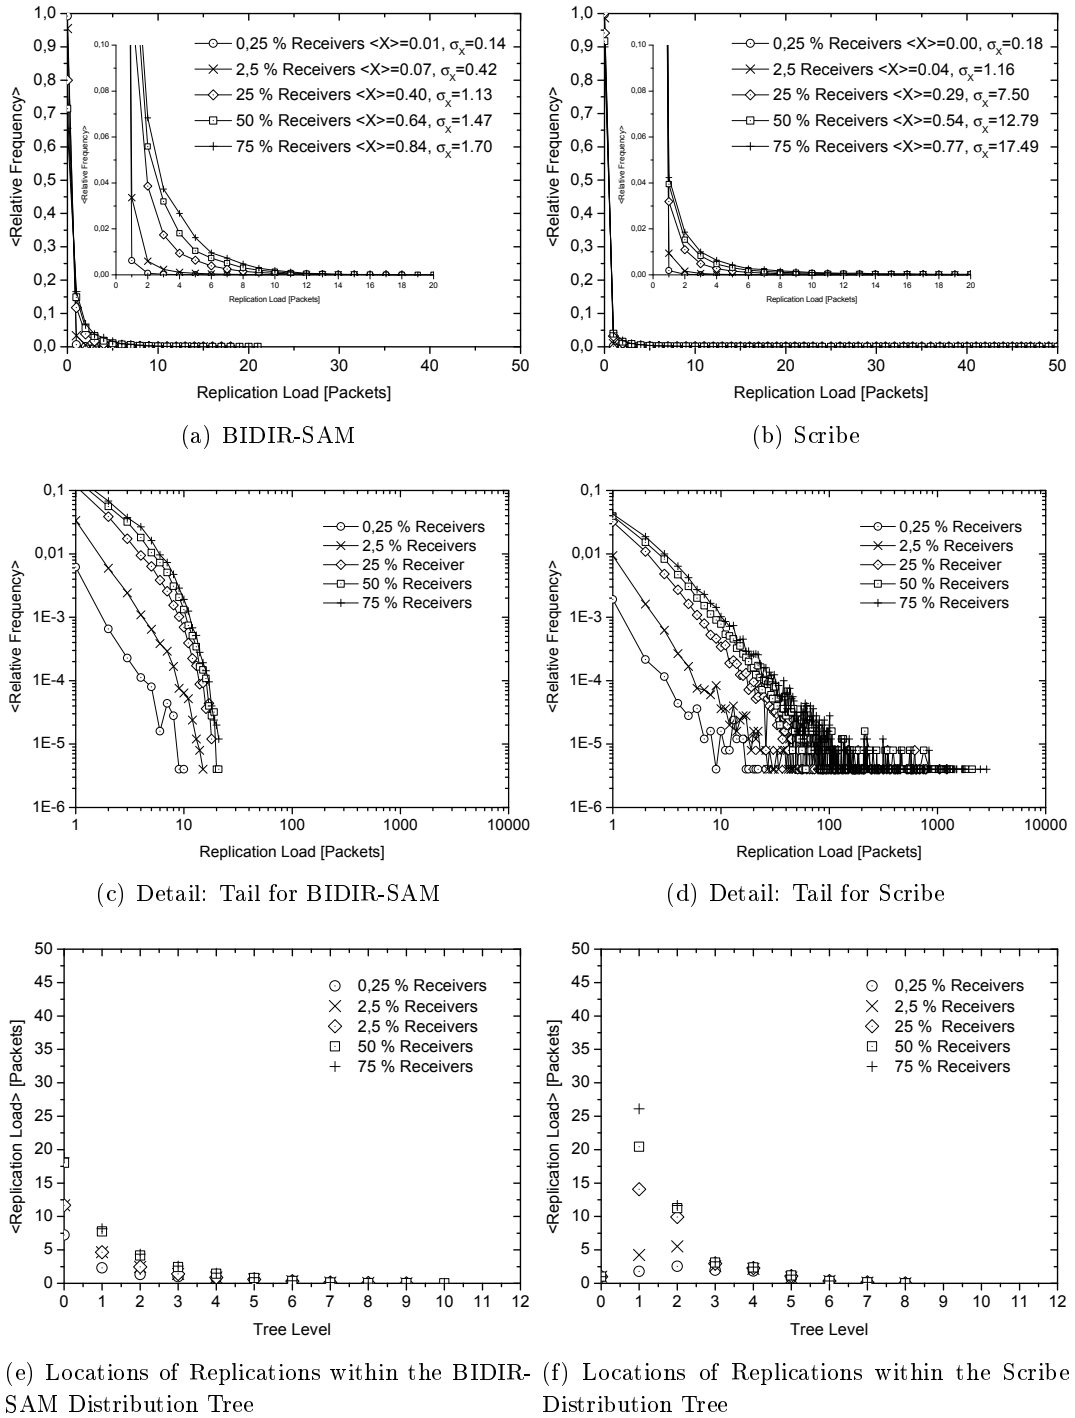 1,0
0,9
0,8
0,7
0,6
0,5
0,4
0,3
0,2
0,1
0,0
<Relative Frequency>
0 10 20 30 40 50
Replication Load [Packets]
0,10
0,08
0,06
0,04
0,02
0,00
<Relative Frequency>
0 2 4 6 8 10 12 14 16 18 20
Replication Load [Packets]
0,25 % Receivers <X>=0.01, σx=0.14
2,5 % Receivers <X>=0.07, σx=0.42
25 % Receivers <X>=0.40, σx=1.13
50 % Receivers <X>=0.64, σx=1.47
75 % Receivers <X>=0.84, σx=1.70
(a) BIDIR-SAM
1,0
0,9
0,8
0,7
0,6
0,5
0,4
0,3
0,2
0,1
0,0
<Relative Frequency>
0 10 20 30 40 50
Replication Load [Packets]
0,10
0,08
0,06
0,04
0,02
0,00
<Relative Frequency>
0 2 4 6 8 10 12 14 16 18 20
Replication Load [Packets]
0,25 % Receivers <X>=0.00, σx=0.18
2,5 Receivers <X>=0.04, σx=1.16
25 % Receivers <X>=0.29, σx=7.50
50 % Receivers <X>=0.54, σx=12.79
75 % Receivers <X>=0.77, σx=17.49
(b) Scribe
0,1
0,01
1E-3
1E-4
1E-5
1E-6
<Relative Frequency>
1 10 100 1000 10000
Replication Load [Packets]
0,25 % Receivers
2,5 % Receivers
25 % Receiver
50 % Receivers
75 % Receivers
(c) Detail: Tail for BIDIR-SAM
0,1
0,01
1E-3
1E-4
1E-5
1E-6
<Relative Frequency>
1 10 100 1000 10000
Replication Load [Packets]
0,25 % Receivers
2,5 % Receivers
25 % Receivers
50 % Receivers
75 % Receivers
(d) Detail: Tail for Scribe
50
45
40
35
30
25
20
15
10
5
0
<Replication Load> [Packets]
0 1 2 3 4 5 6 7 8 9 10 11 12
Tree Level
0,25 % Receivers
2,5 % Receivers
2,5 % Receivers
50 % Receivers
75 % Receivers
(e) Locations of Replications within the BIDIR-
SAM Distribution Tree
50
45
40
35
30
25
20
15
10
5
0
<Replication Load> [Packets]
0 1 2 3 4 5 6 7 8 9 10 11 12
Tree Level
0,25 % Receivers
2,5 % Receivers
25 % Receivers
50 % Receivers
75 % Receivers
(f) Locations of Replications within the Scribe
Distribution Tree